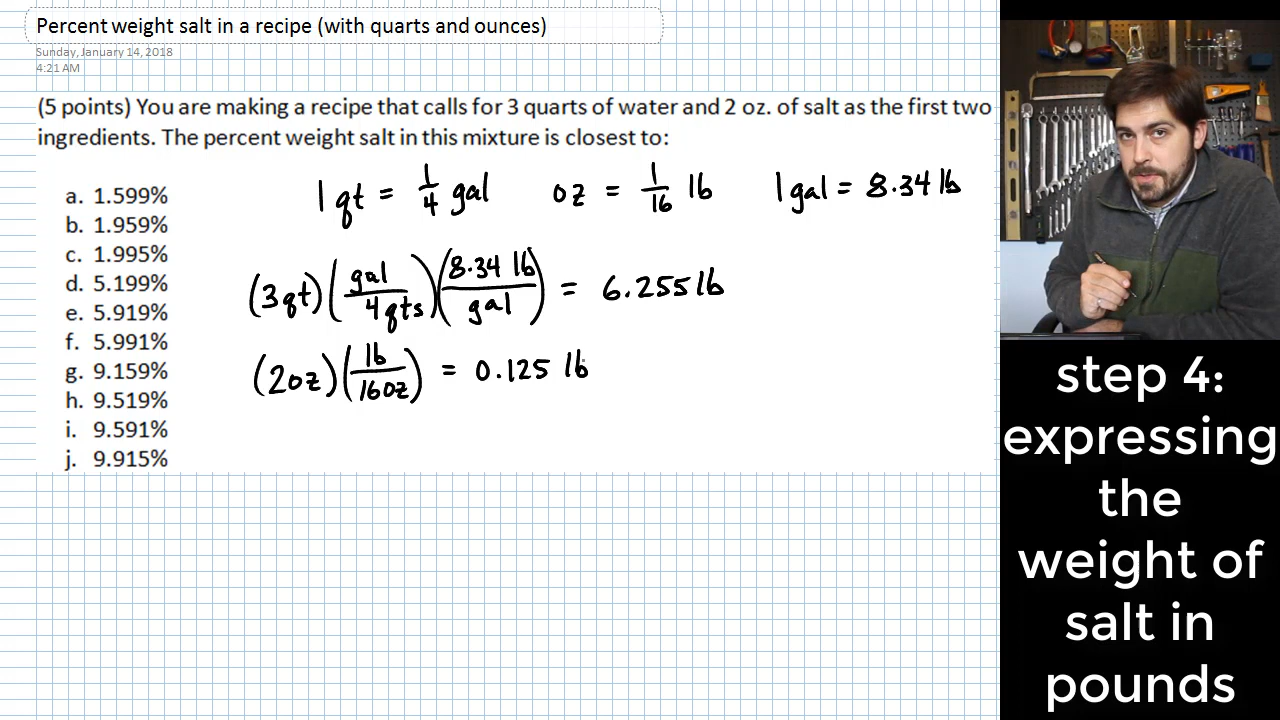 Percent weight salt in a recipe (with quarts and ounces)
Sunday, January 14, 2018
4:21 AM
(5 points) You are making a recipe that calls for 3 quarts of water and 2 oz. of salt as the first two
ingredients. The percent weight salt in this mixture is closest to:
a. 1.599%
b. 1.959%
c. 1.995%
d. 5.199%
e. 5.919%
f. 5.991%
g. 9.159%
h. 9.519%
i. 9.591%
j. 9.915%
1 qt = 1/4 gal   oz = 1/16 lb   1 gal = 8.34 lb
(3qt)(gal/4qts)(8.34 lb/gal) = 6.255 lb
(2oz)(lb/16oz) = 0.125 lb
step 4:
expressing
the
weight of
salt in
pounds